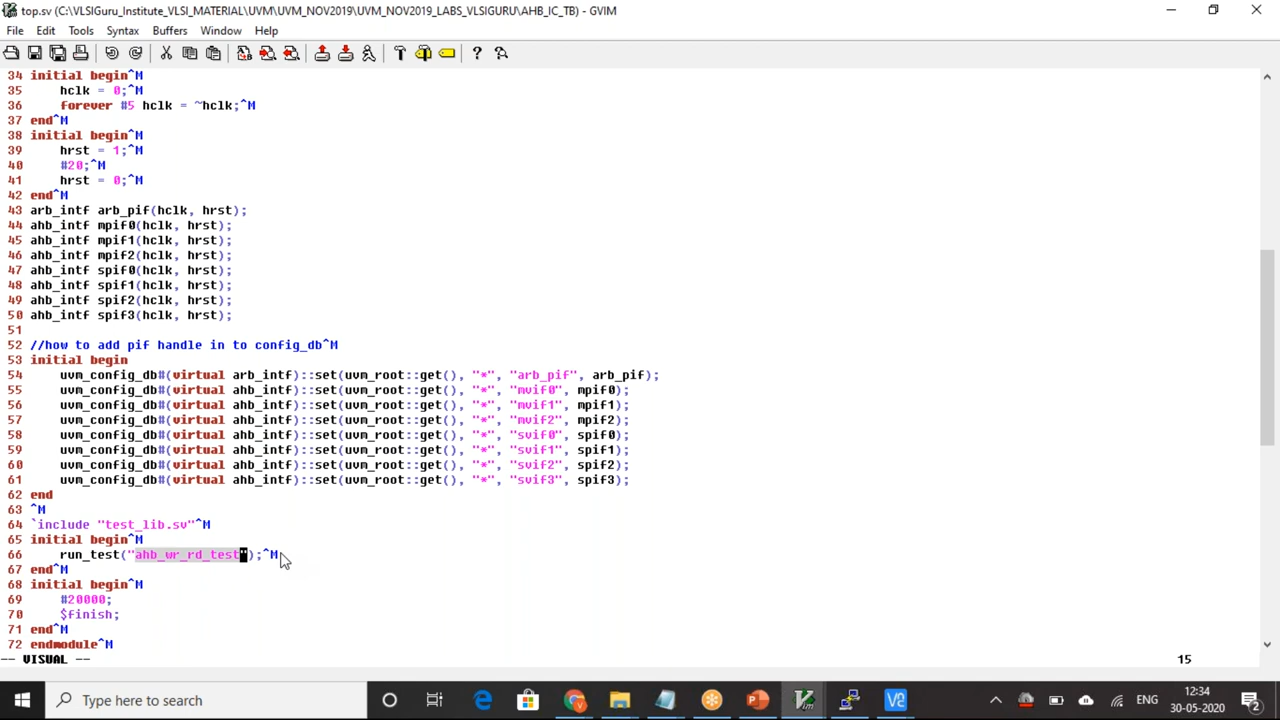 top.sv (C:\VLSIGuru_Institute_VLSI_MATERIAL\UVM\UVM_NOV2019\UVM_NOV2019_LABS_VLSIGURU\AHB_IC_TB) - GVIM
File Edit Tools Syntax Buffers Window Help
34 initial begin^M
35     hclk = 0;^M
36     forever #5 hclk = ~hclk;^M
37 end^M
38 initial begin^M
39     hrst = 1;^M
40     #20;^M
41     hrst = 0;^M
42 end^M
43 arb_intf arb_pif(hclk, hrst);
44 ahb_intf mpif0(hclk, hrst);
45 ahb_intf mpif1(hclk, hrst);
46 ahb_intf mpif2(hclk, hrst);
47 ahb_intf spif0(hclk, hrst);
48 ahb_intf spif1(hclk, hrst);
49 ahb_intf spif2(hclk, hrst);
50 ahb_intf spif3(hclk, hrst);
51
52 //how to add pif handle in to config_db^M
53 initial begin
54     uvm_config_db#(virtual arb_intf)::set(uvm_root::get(), "*", "arb_pif", arb_pif);
55     uvm_config_db#(virtual ahb_intf)::set(uvm_root::get(), "*", "mvif0", mpif0);
56     uvm_config_db#(virtual ahb_intf)::set(uvm_root::get(), "*", "mvif1", mpif1);
57     uvm_config_db#(virtual ahb_intf)::set(uvm_root::get(), "*", "mvif2", mpif2);
58     uvm_config_db#(virtual ahb_intf)::set(uvm_root::get(), "*", "svif0", spif0);
59     uvm_config_db#(virtual ahb_intf)::set(uvm_root::get(), "*", "svif1", spif1);
60     uvm_config_db#(virtual ahb_intf)::set(uvm_root::get(), "*", "svif2", spif2);
61     uvm_config_db#(virtual ahb_intf)::set(uvm_root::get(), "*", "svif3", spif3);
62 end
63 ^M
64 `include "test_lib.sv"^M
65 initial begin^M
66     run_test("ahb_wr_rd_test");^M
67 end^M
68 initial begin^M
69     #20000;
70     $finish;
71 end^M
72 endmodule^M
-- VISUAL -- 15
Type here to search
ENG
12:34
30-05-2020
2